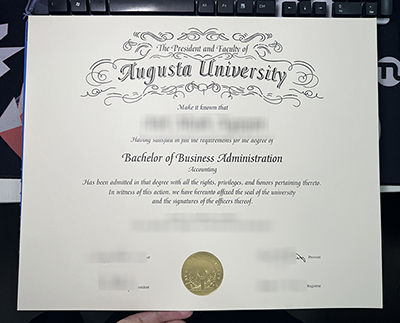 The President and Faculty of
Augusta University
Make it known that
Having satisfied in full the requirements for the degree of
Bachelor of Business Administration
Accounting
Has been admitted in that degree with all the rights, privileges, and honors pertaining thereto.
In witness of this action, we have hereunto affixed the seal of the university
and the signatures of the officers thereof.
Provost
Registrar